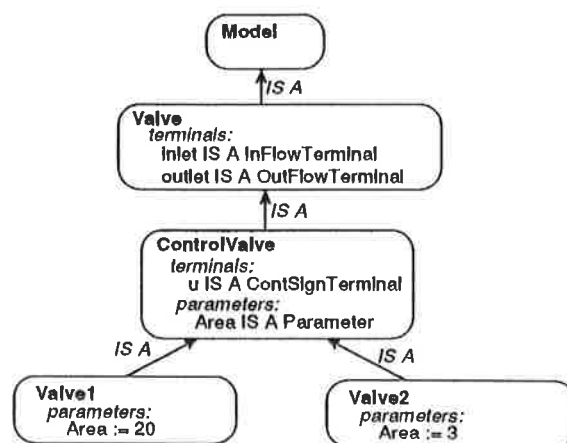 Model
IS A
Valve
terminals:
inlet IS A InFlowTerminal
outlet IS A OutFlowTerminal
IS A
ControlValve
terminals:
u IS A ContSignTerminal
parameters:
Area IS A Parameter
IS A
IS A
Valve1
parameters:
Area := 20
Valve2
parameters:
Area := 3